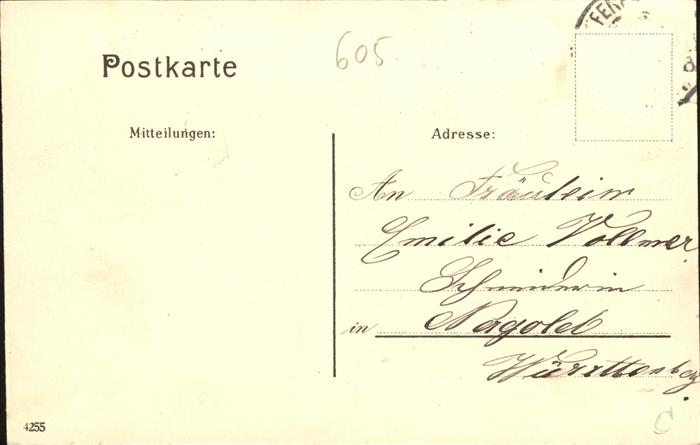 605
Postkarte
Mitteilungen:
Adresse:
An Fräulein
Emilie Vollmer
Schneiderin
in Nagold
Württemberg
4255
C